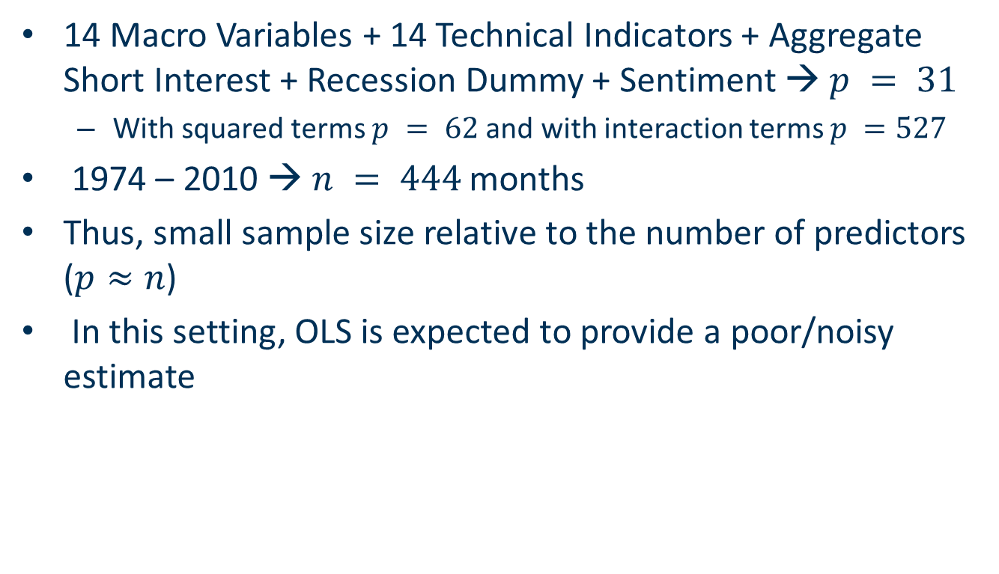 • 14 Macro Variables + 14 Technical Indicators + Aggregate
Short Interest + Recession Dummy + Sentiment → p = 31
– With squared terms p = 62 and with interaction terms p = 527
• 1974 – 2010 → n = 444 months
• Thus, small sample size relative to the number of predictors
(p ≈ n)
• In this setting, OLS is expected to provide a poor/noisy
estimate